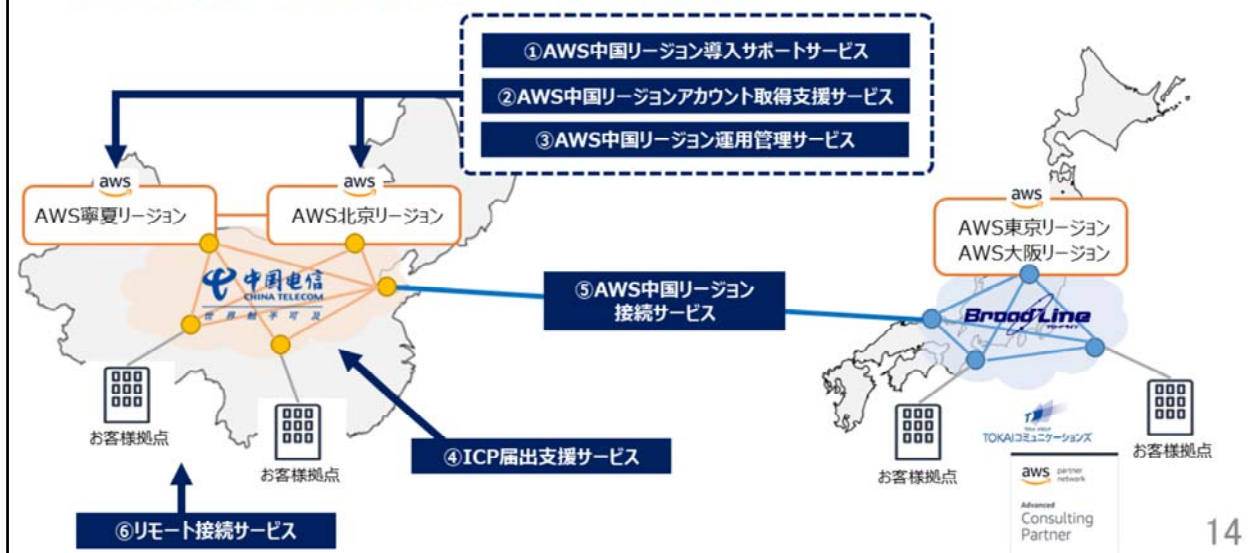 ①AWS中国リージョン導入サポートサービス
②AWS中国リージョンアカウント取得支援サービス
③AWS中国リージョン運用管理サービス
aws
AWS寧夏リージョン
aws
AWS北京リージョン
aws
AWS東京リージョン
AWS大阪リージョン
中国电信
CHINA TELECOM
世界触手可及
⑤AWS中国リージョン
接続サービス
BroadLine
お客様拠点
お客様拠点
④ICP届出支援サービス
⑥リモート接続サービス
お客様拠点
お客様拠点
TOKAIコミュニケーションズ
aws partner
network
Advanced
Consulting
Partner
14